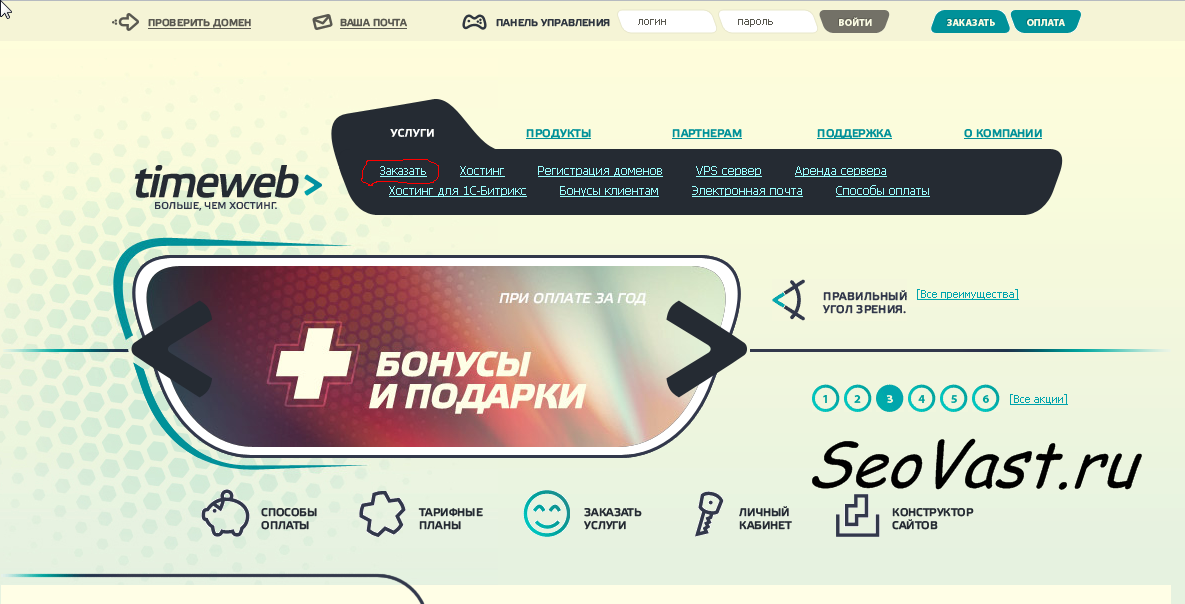 ПРОВЕРИТЬ ДОМЕН ВАША ПОЧТА ПАНЕЛЬ УПРАВЛЕНИЯ логин пароль ВОЙТИ ЗАКАЗАТЬ ОПЛАТА
УСЛУГИ ПРОДУКТЫ ПАРТНЕРАМ ПОДДЕРЖКА О КОМПАНИИ
Заказать Хостинг Регистрация доменов VPS сервер Аренда сервера
Хостинг для 1С-Битрикс Бонусы клиентам Электронная почта Способы оплаты
timeweb
БОЛЬШЕ, ЧЕМ ХОСТИНГ.
ПРИ ОПЛАТЕ ЗА ГОД
БОНУСЫ
И ПОДАРКИ
ПРАВИЛЬНЫЙ [Все преимущества]
УГОЛ ЗРЕНИЯ.
1 2 3 4 5 6 [Все акции]
SeoVast.ru
СПОСОБЫ
ОПЛАТЫ
ТАРИФНЫЕ
ПЛАНЫ
ЗАКАЗАТЬ
УСЛУГИ
ЛИЧНЫЙ
КАБИНЕТ
КОНСТРУКТОР
САЙТОВ